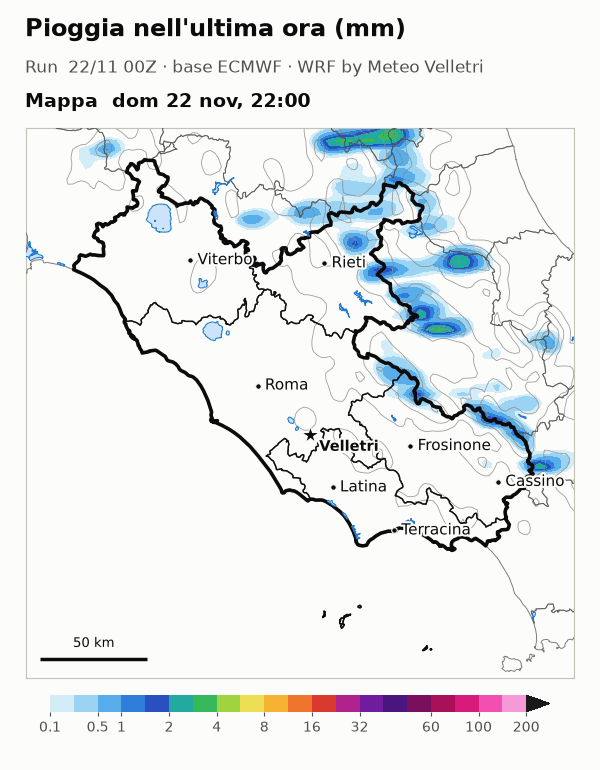 Pioggia nell'ultima ora (mm)
Run  22/11 00Z · base ECMWF · WRF by Meteo Velletri
Mappa  dom 22 nov, 22:00
Viterbo
Rieti
Roma
Velletri
Frosinone
Latina
Cassino
Terracina
50 km
0.1 0.5 1 2 4 8 16 32 60 100 200